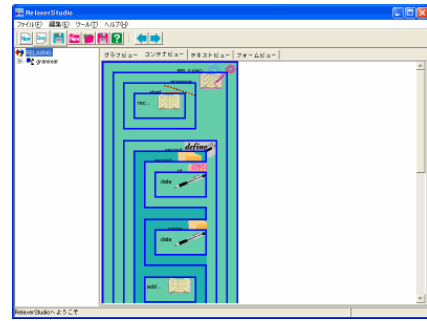 RelaxerStudio
ファイル(F) 編集(E) ツール(T) ヘルプ(H)
RELAXNG
grammar
グラフビュー コンテナビュー テキストビュー フォームビュー
RELAXNG
grammar
start
rec...
define
record
id
data
name
data
add...
RelaxerStudioへようこそ